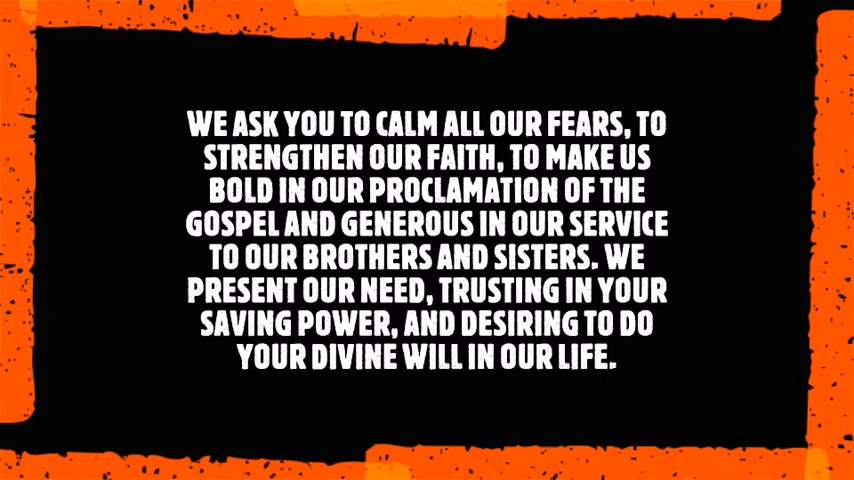 WE ASK YOU TO CALM ALL OUR FEARS, TO
STRENGTHEN OUR FAITH, TO MAKE US
BOLD IN OUR PROCLAMATION OF THE
GOSPEL AND GENEROUS IN OUR SERVICE
TO OUR BROTHERS AND SISTERS. WE
PRESENT OUR NEED, TRUSTING IN YOUR
SAVING POWER, AND DESIRING TO DO
YOUR DIVINE WILL IN OUR LIFE.